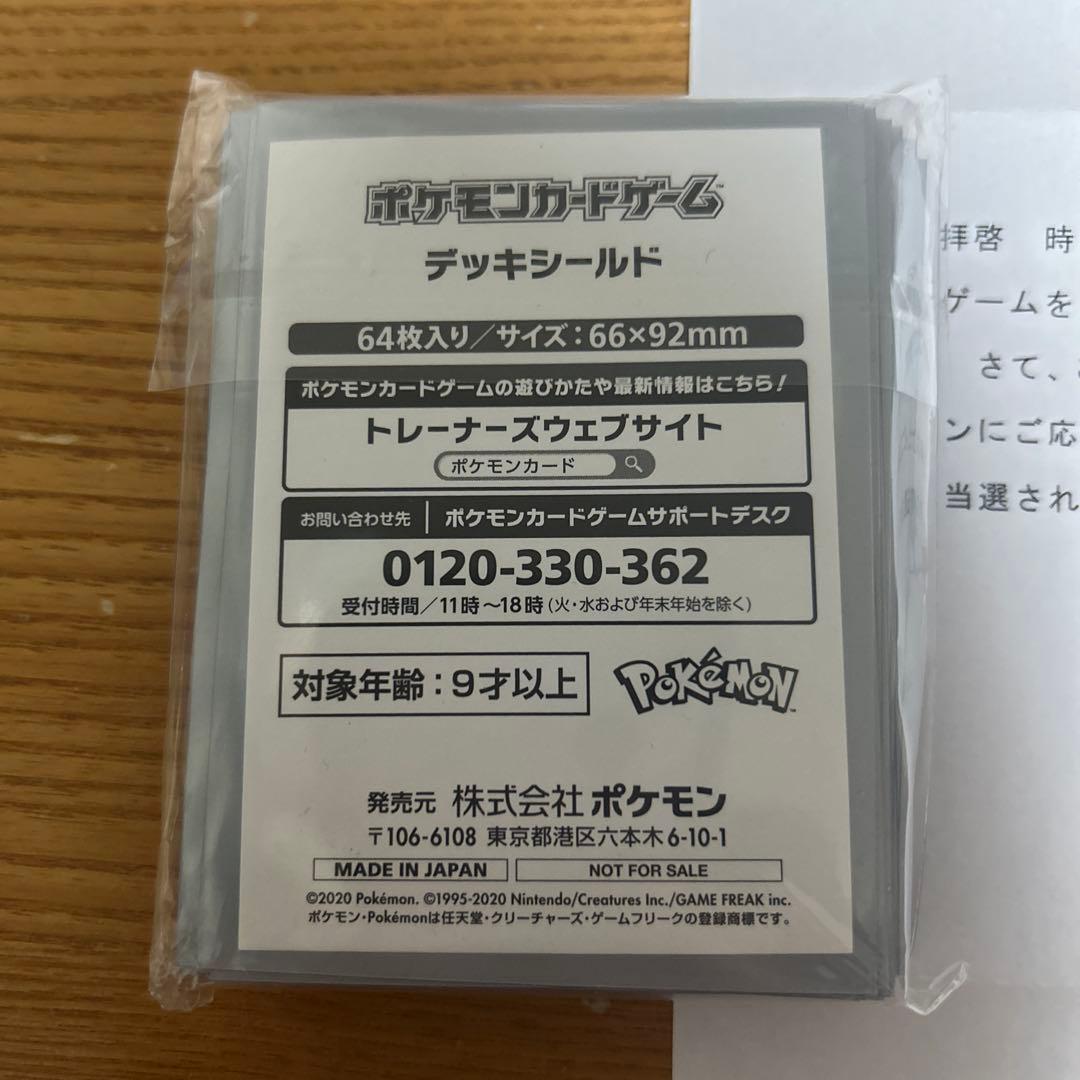 ポケモンカードゲーム™
デッキシールド
64枚入り／サイズ：66×92mm
ポケモンカードゲームの遊びかたや最新情報はこちら！
トレーナーズウェブサイト
ポケモンカード
お問い合わせ先 ポケモンカードゲームサポートデスク
0120-330-362
受付時間／11時～18時（火・水および年末年始を除く）
対象年齢：9才以上
POKéMON™
発売元 株式会社ポケモン
〒106-6108 東京都港区六本木6-10-1
MADE IN JAPAN
NOT FOR SALE
©2020 Pokémon. ©1995-2020 Nintendo/Creatures Inc./GAME FREAK inc.
ポケモン・Pokémonは任天堂・クリーチャーズ・ゲームフリークの登録商標です。
拝啓 時
ゲームを
さて、
ンにご応
当選され